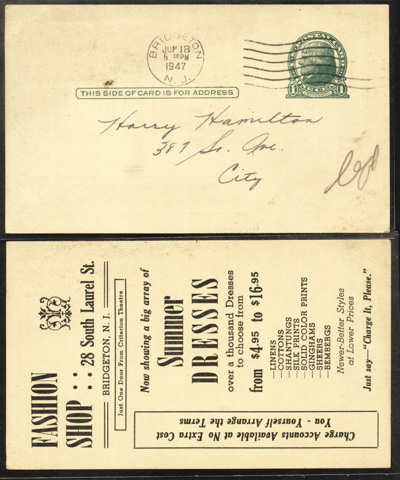 BRIDGETON
JUN 18
6 30 PM
1947
N. J.
THIS SIDE OF CARD IS FOR ADDRESS
1 1
Harry Hamilton
387 So. Ave.
City
FASHION
SHOP :: 28 South Laurel St.
BRIDGETON, N. J.
Just One Door From Criterion Theatre
Now showing a big array of
Summer
DRESSES
over a thousand Dresses
to choose from
from $4.95 to $16.95
—LINENS
—COTTONS
—SHANTUNGS
—SILK PRINTS
—SOLID COLOR PRINTS
—GINGHAMS
—SHEERS
—BEMBERGS
Newer-Better Styles
at Lower Prices
Just say—"Charge It, Please."
Charge Accounts Available at No Extra Cost
You - Yourself Arrange the Terms